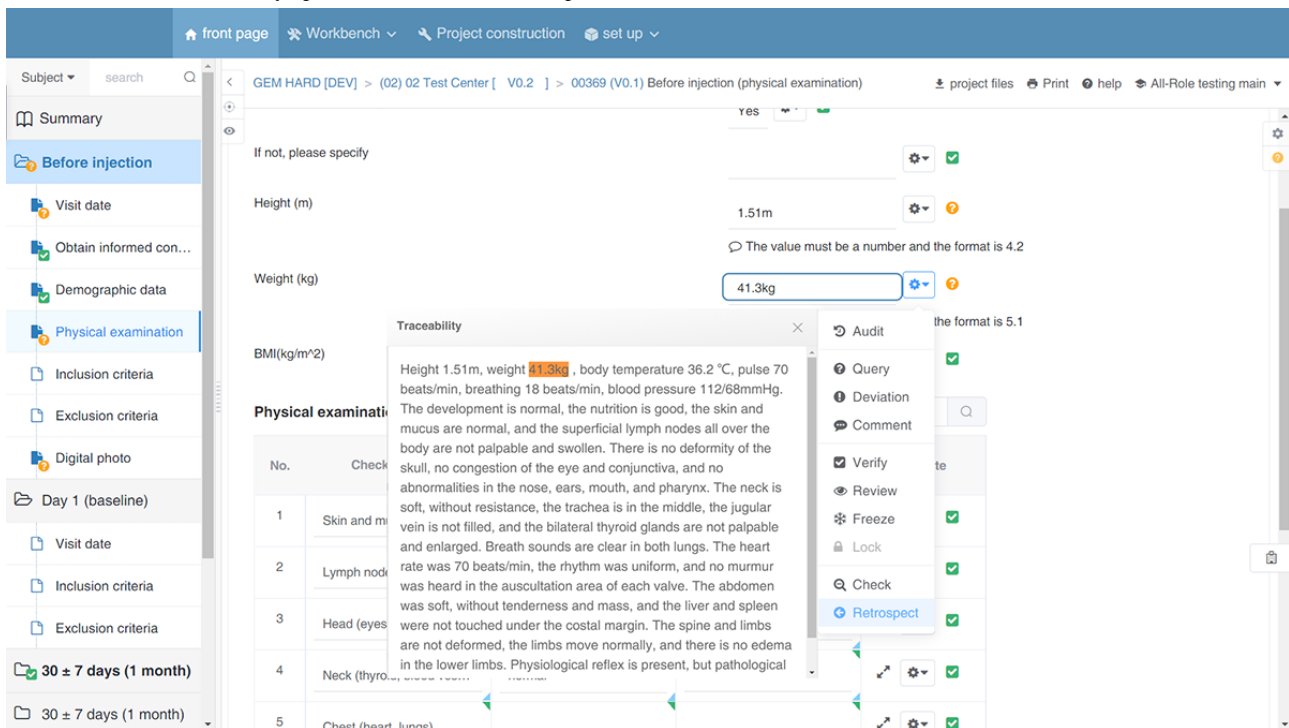 front page Workbench Project construction set up
Subject search
GEM HARD [DEV] > (02) 02 Test Center [ V0.2 ] > 00369 (V0.1) Before injection (physical examination)
project files Print help All-Role testing main
Summary
Before injection
Visit date
Obtain informed con...
Demographic data
Physical examination
Inclusion criteria
Exclusion criteria
Digital photo
Day 1 (baseline)
Visit date
Inclusion criteria
Exclusion criteria
30 ± 7 days (1 month)
30 ± 7 days (1 month)
Yes
If not, please specify
Height (m)
1.51m
The value must be a number and the format is 4.2
Weight (kg)
41.3kg
the format is 5.1
BMI(kg/m^2)
Physical examinati
No. Check
te
1 Skin and m
2 Lymph node
3 Head (eyes
4 Neck (thyro
5 Chest (heart, lungs)
Traceability
Height 1.51m, weight 41.3kg , body temperature 36.2 °C, pulse 70
beats/min, breathing 18 beats/min, blood pressure 112/68mmHg.
The development is normal, the nutrition is good, the skin and
mucus are normal, and the superficial lymph nodes all over the
body are not palpable and swollen. There is no deformity of the
skull, no congestion of the eye and conjunctiva, and no
abnormalities in the nose, ears, mouth, and pharynx. The neck is
soft, without resistance, the trachea is in the middle, the jugular
vein is not filled, and the bilateral thyroid glands are not palpable
and enlarged. Breath sounds are clear in both lungs. The heart
rate was 70 beats/min, the rhythm was uniform, and no murmur
was heard in the auscultation area of each valve. The abdomen
was soft, without tenderness and mass, and the liver and spleen
were not touched under the costal margin. The spine and limbs
are not deformed, the limbs move normally, and there is no edema
in the lower limbs. Physiological reflex is present, but pathological
Audit
Query
Deviation
Comment
Verify
Review
Freeze
Lock
Check
Retrospect